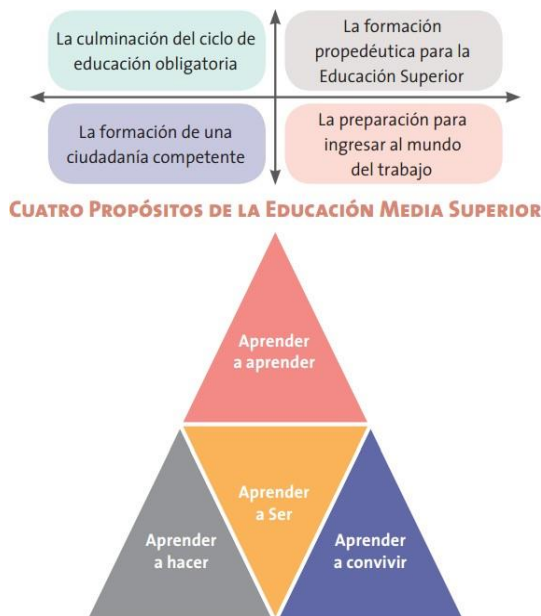 La culminación del ciclo de
educación obligatoria
La formación
propedéutica para la
Educación Superior
La formación de una
ciudadanía competente
La preparación para
ingresar al mundo
del trabajo
CUATRO PROPÓSITOS DE LA EDUCACIÓN MEDIA SUPERIOR
Aprender
a aprender
Aprender
a Ser
Aprender
a hacer
Aprender
a convivir